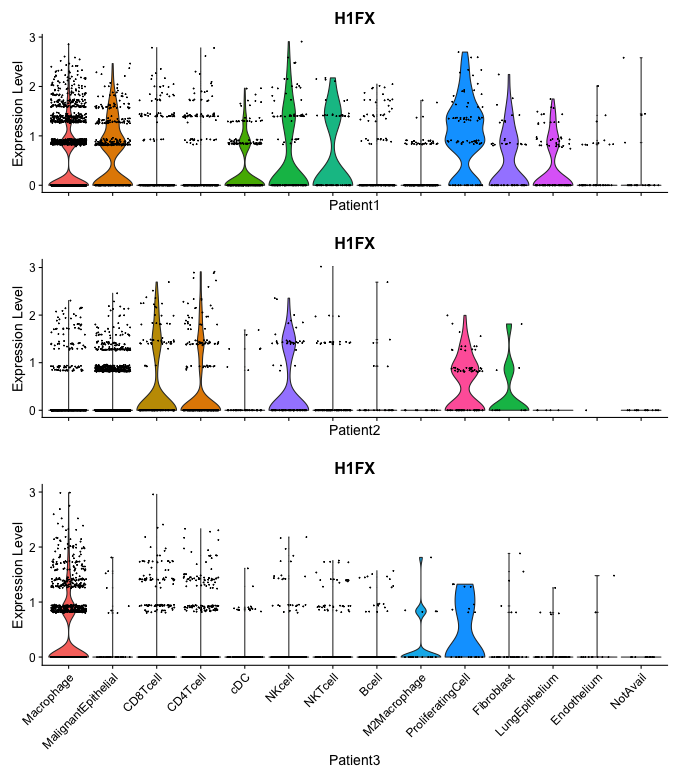 H1FX
Expression Level
3
2
1
0
Patient1
H1FX
Expression Level
3
2
1
0
Patient2
H1FX
Expression Level
3
2
1
0
Macrophage
MalignantEpithelial
CD8Tcell
CD4Tcell
cDC
NKcell
NKTcell
Bcell
M2Macrophage
ProliferatingCell
Fibroblast
LungEpithelium
Endothelium
NotAvail
Patient3